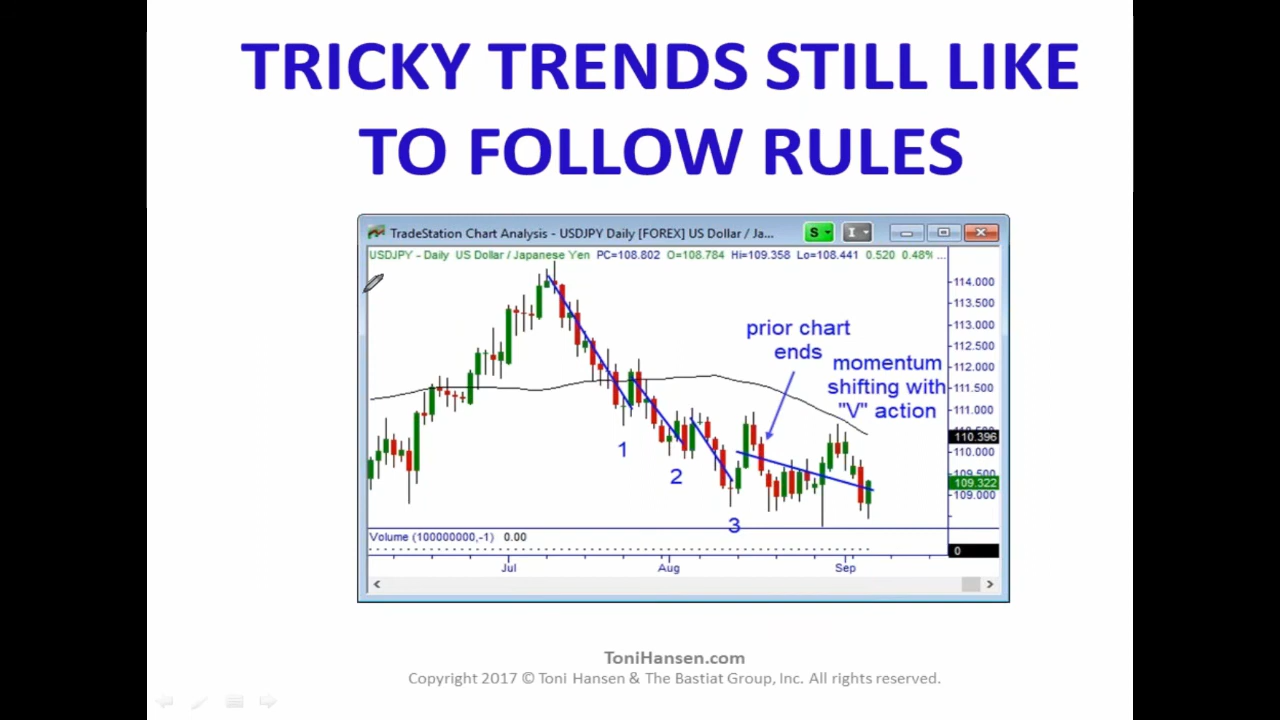 TRICKY TRENDS STILL LIKE
TO FOLLOW RULES
TradeStation Chart Analysis - USDJPY Daily [FOREX] US Dollar / Ja...
S
I
USDJPY - Daily US Dollar / Japanese Yen PC=108.802 O=108.784 Hi=109.358 Lo=108.441 0.520 0.48% ...
114.000
113.500
113.000
112.500
112.000
111.500
111.000
110.396
110.000
109.500
109.322
109.000
prior chart
ends
momentum
shifting with
"V" action
1
2
3
Volume (100000000,-1) 0.00
0
Jul Aug Sep
ToniHansen.com
Copyright 2017 © Toni Hansen & The Bastiat Group, Inc. All rights reserved.